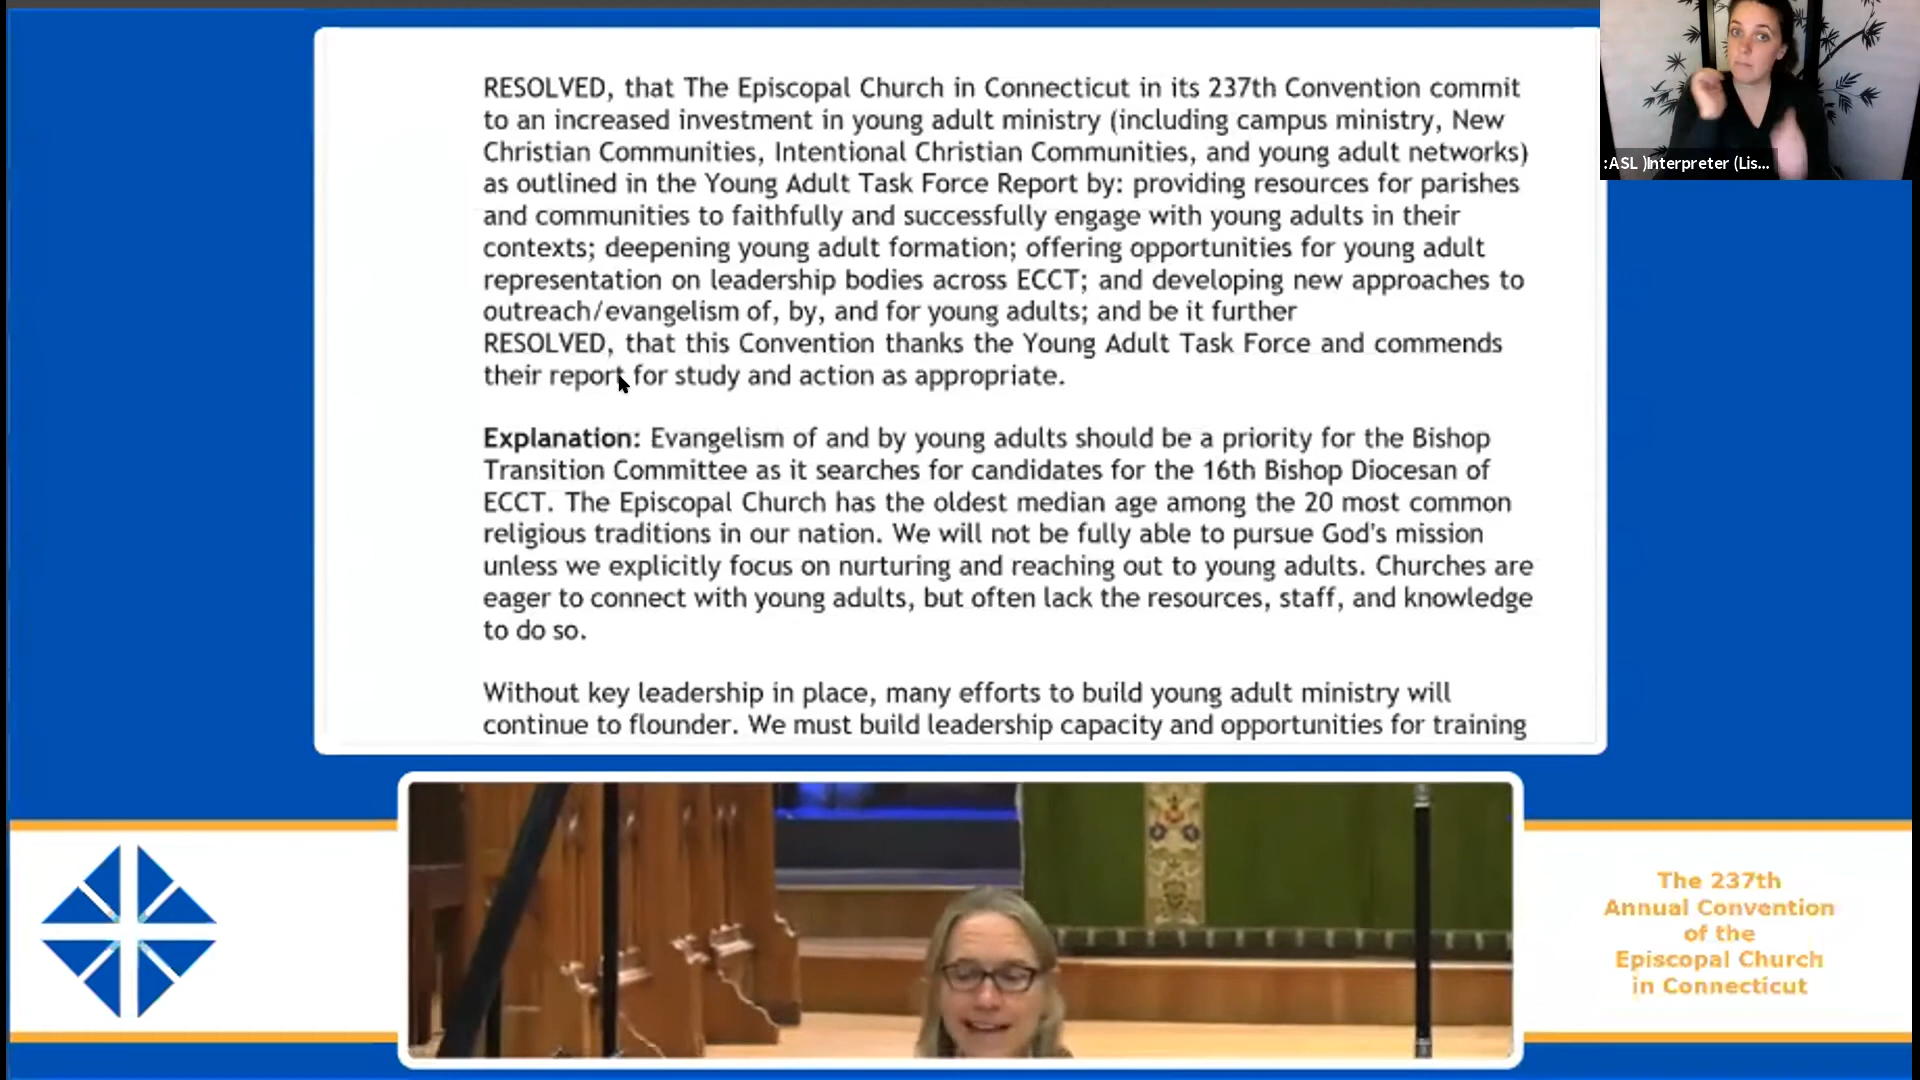 RESOLVED, that The Episcopal Church in Connecticut in its 237th Convention commit
to an increased investment in young adult ministry (including campus ministry, New
Christian Communities, Intentional Christian Communities, and young adult networks)
as outlined in the Young Adult Task Force Report by: providing resources for parishes
and communities to faithfully and successfully engage with young adults in their
contexts; deepening young adult formation; offering opportunities for young adult
representation on leadership bodies across ECCT; and developing new approaches to
outreach/evangelism of, by, and for young adults; and be it further
RESOLVED, that this Convention thanks the Young Adult Task Force and commends
their report for study and action as appropriate.
Explanation: Evangelism of and by young adults should be a priority for the Bishop
Transition Committee as it searches for candidates for the 16th Bishop Diocesan of
ECCT. The Episcopal Church has the oldest median age among the 20 most common
religious traditions in our nation. We will not be fully able to pursue God's mission
unless we explicitly focus on nurturing and reaching out to young adults. Churches are
eager to connect with young adults, but often lack the resources, staff, and knowledge
to do so.
Without key leadership in place, many efforts to build young adult ministry will
continue to flounder. We must build leadership capacity and opportunities for training
:ASL )Interpreter (Lis...
The 237th
Annual Convention
of the
Episcopal Church
in Connecticut